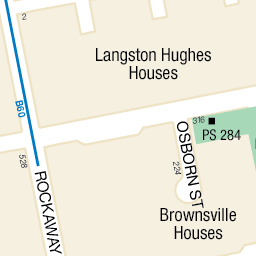 2
Langston Hughes
Houses
B60
316
PS 284
OSBORN ST
528
224
ROCKAWAY
Brownsville
Houses